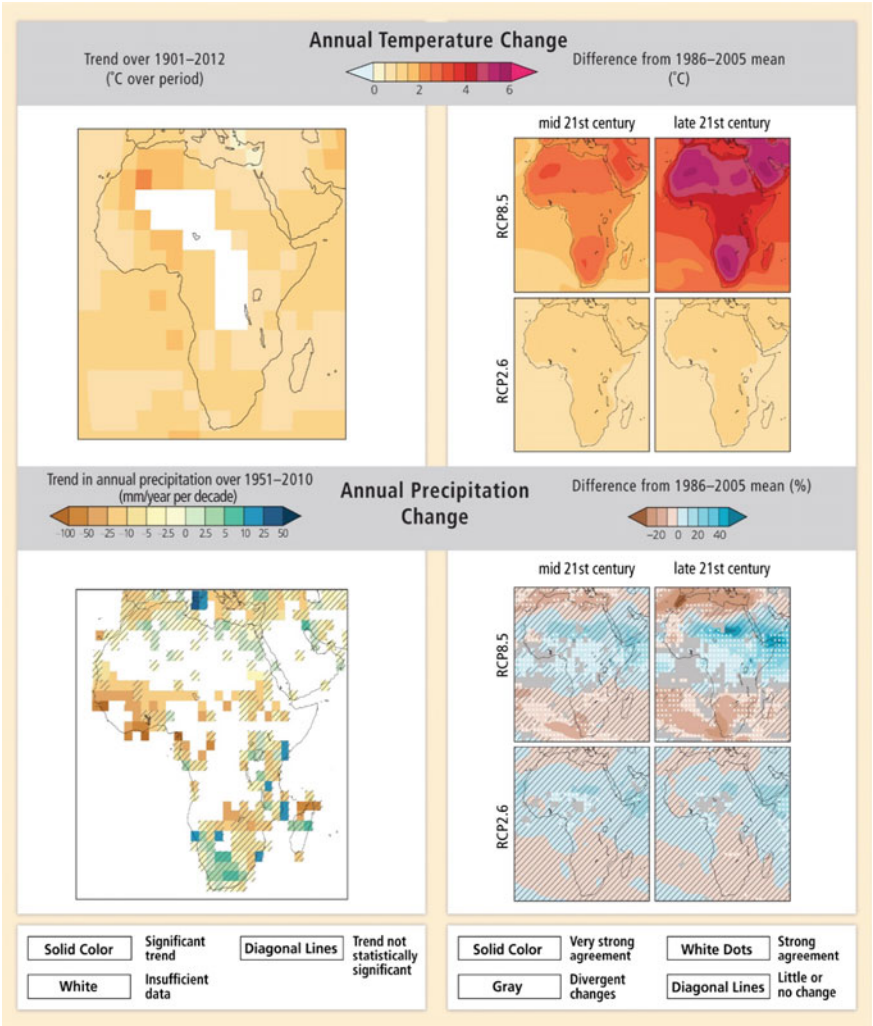 Annual Temperature Change
Trend over 1901–2012
(˚C over period)
0 2 4 6
Difference from 1986–2005 mean
(˚C)
mid 21st century
late 21st century
RCP8.5
RCP2.6
Trend in annual precipitation over 1951–2010
(mm/year per decade)
-100 -50 -25 -10 -5 -2.5 0 2.5 5 10 25 50
Annual Precipitation
Change
Difference from 1986–2005 mean (%)
−20 0 20 40
mid 21st century
late 21st century
RCP8.5
RCP2.6
Solid Color
Significant
trend
Diagonal Lines
Trend not
statistically
significant
White
Insufficient
data
Solid Color
Very strong
agreement
White Dots
Strong
agreement
Gray
Divergent
changes
Diagonal Lines
Little or
no change